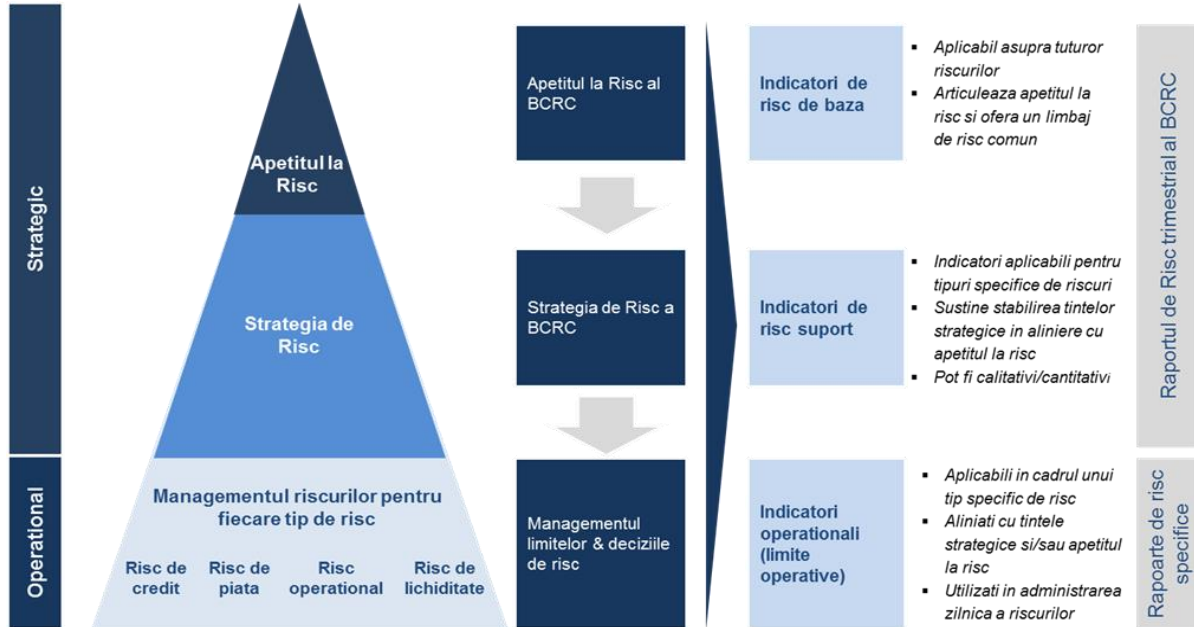 Strategic
Operational
Apetitul la
Risc
Strategia de
Risc
Managementul riscurilor pentru
fiecare tip de risc
Risc de
credit
Risc de
piata
Risc
operational
Risc de
lichiditate
Apetitul la Risc al
BCRC
Strategia de Risc a
BCRC
Managementul
limitelor & deciziile
de risc
Indicatori de
risc de baza
Indicatori de
risc suport
Indicatori
operationali
(limite
operative)
▪ Aplicabil asupra tuturor
riscurilor
▪ Articuleaza apetitul la
risc si ofera un limbaj
de risc comun
▪ Indicatori aplicabili pentru
tipuri specifice de riscuri
▪ Sustine stabilirea tintelor
strategice in aliniere cu
apetitul la risc
▪ Pot fi calitativi/cantitativi
▪ Aplicabili in cadrul unui
tip specific de risc
▪ Aliniati cu tintele
strategice si/sau apetitul
la risc
▪ Utilizati in administrarea
zilnica a riscurilor
Raportul de Risc trimestrial al BCRC
Rapoarte de risc
specifice